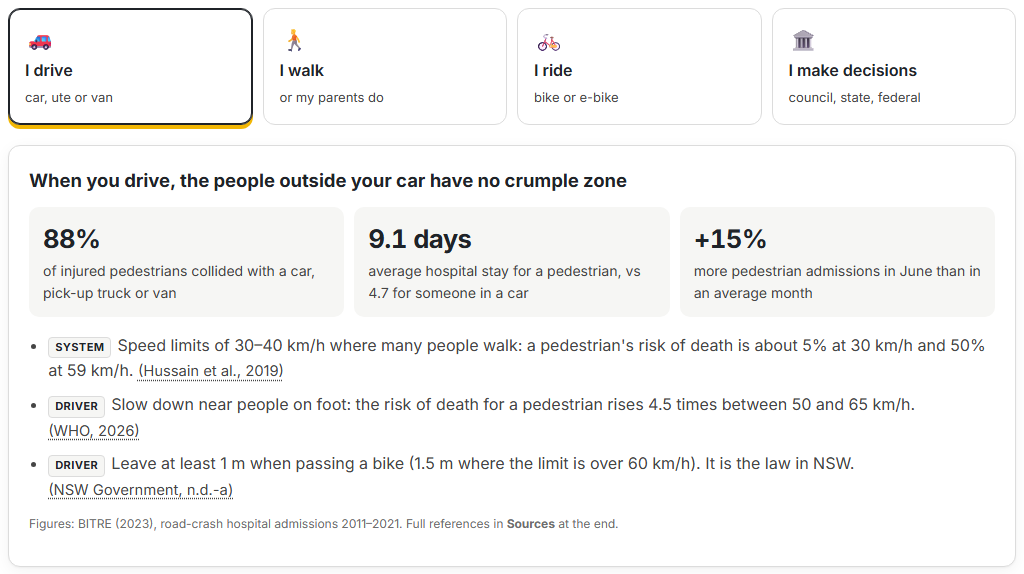 I drive
car, ute or van
I walk
or my parents do
I ride
bike or e-bike
I make decisions
council, state, federal
When you drive, the people outside your car have no crumple zone
88%
of injured pedestrians collided with a car,
pick-up truck or van
9.1 days
average hospital stay for a pedestrian, vs
4.7 for someone in a car
+15%
more pedestrian admissions in June than in
an average month
SYSTEM Speed limits of 30–40 km/h where many people walk: a pedestrian's risk of death is about 5% at 30 km/h and 50%
at 59 km/h. (Hussain et al., 2019)
DRIVER Slow down near people on foot: the risk of death for a pedestrian rises 4.5 times between 50 and 65 km/h.
(WHO, 2026)
DRIVER Leave at least 1 m when passing a bike (1.5 m where the limit is over 60 km/h). It is the law in NSW.
(NSW Government, n.d.-a)
Figures: BITRE (2023), road-crash hospital admissions 2011–2021. Full references in Sources at the end.